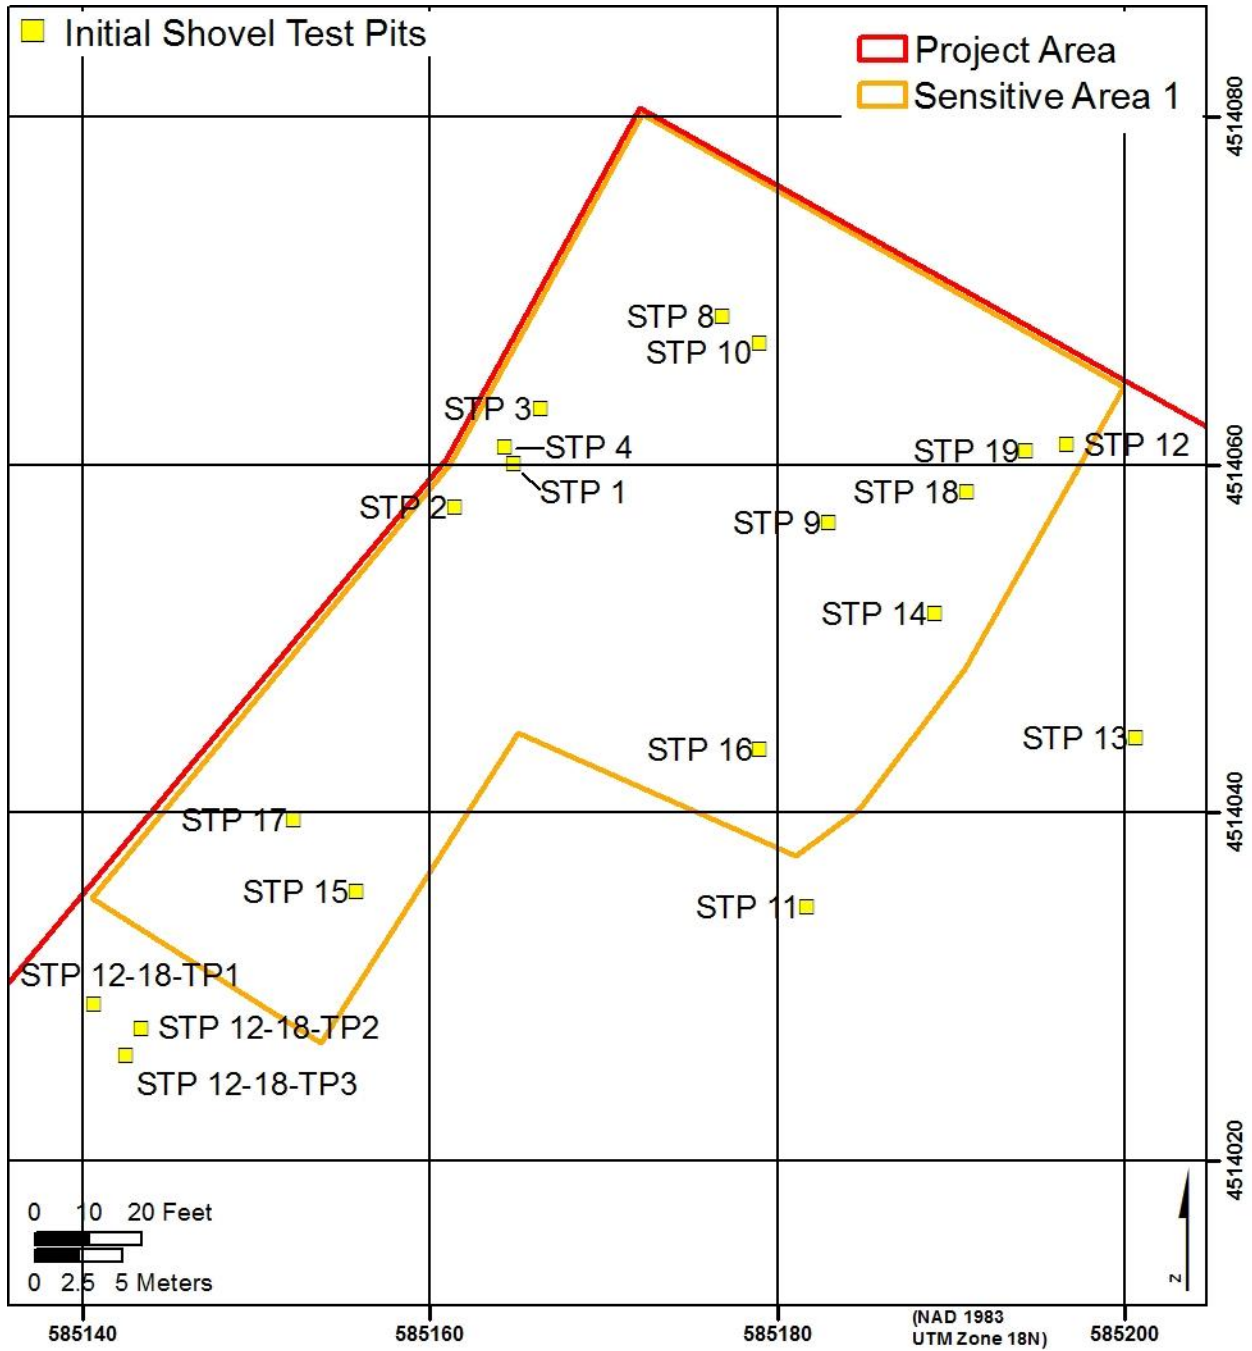 Initial Shovel Test Pits
Project Area
Sensitive Area 1
4514080
STP 8
STP 10
STP 3
STP 4
STP 1
STP 2
STP 19
STP 12
4514060
STP 18
STP 9
STP 14
STP 16
STP 13
STP 17
4514040
STP 15
STP 11
STP 12-18-TP1
STP 12-18-TP2
STP 12-18-TP3
4514020
0 10 20 Feet
0 2.5 5 Meters
N
585140
585160
585180
(NAD 1983
UTM Zone 18N)
585200